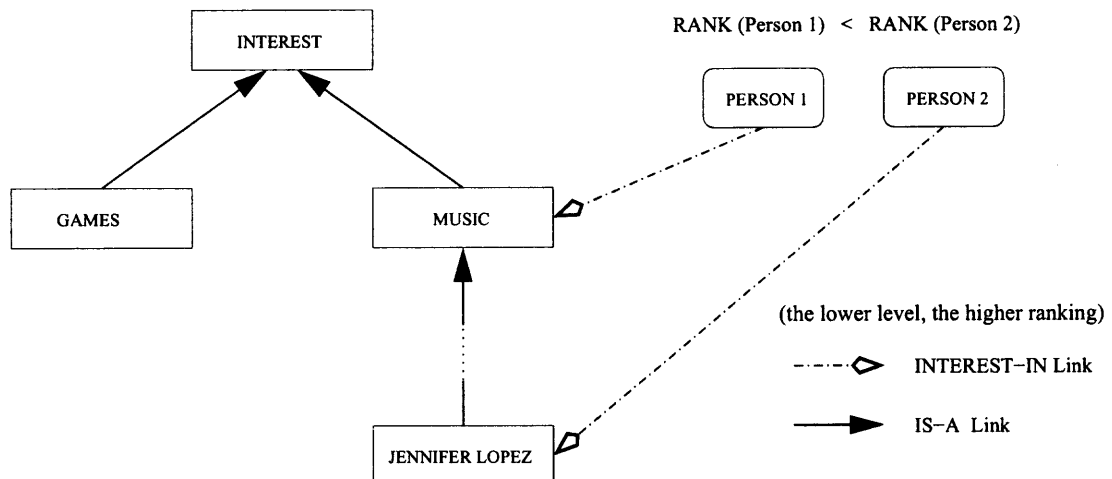 RANK (Person 1) < RANK (Person 2)
INTEREST
PERSON 1
PERSON 2
GAMES
MUSIC
(the lower level, the higher ranking)
INTEREST−IN Link
IS−A Link
JENNIFER LOPEZ